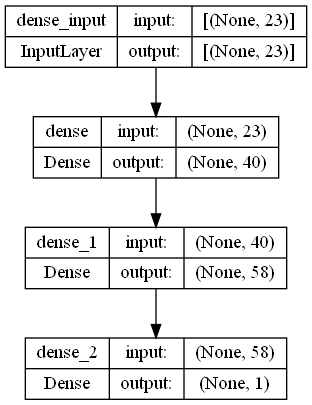 dense_input input: [(None, 23)]
InputLayer output: [(None, 23)]
dense input: (None, 23)
Dense output: (None, 40)
dense_1 input: (None, 40)
Dense output: (None, 58)
dense_2 input: (None, 58)
Dense output: (None, 1)